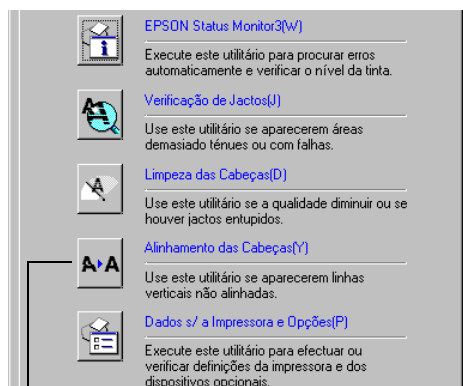 EPSON Status Monitor3(W)
Execute este utilitário para procurar erros
automaticamente e verificar o nível da tinta.
Verificação de Jactos(J)
Use este utilitário se aparecerem áreas
demasiado ténues ou com falhas.
Limpeza das Cabeças(D)
Use este utilitário se a qualidade diminuir ou se
houver jactos entupidos.
Alinhamento das Cabeças(Y)
A A
Use este utilitário se aparecerem linhas
verticais não alinhadas.
Dados s/ a Impressora e Opções(P)
Execute este utilitário para efectuar ou
verificar definições da impressora e dos
dispositivos opcionais.